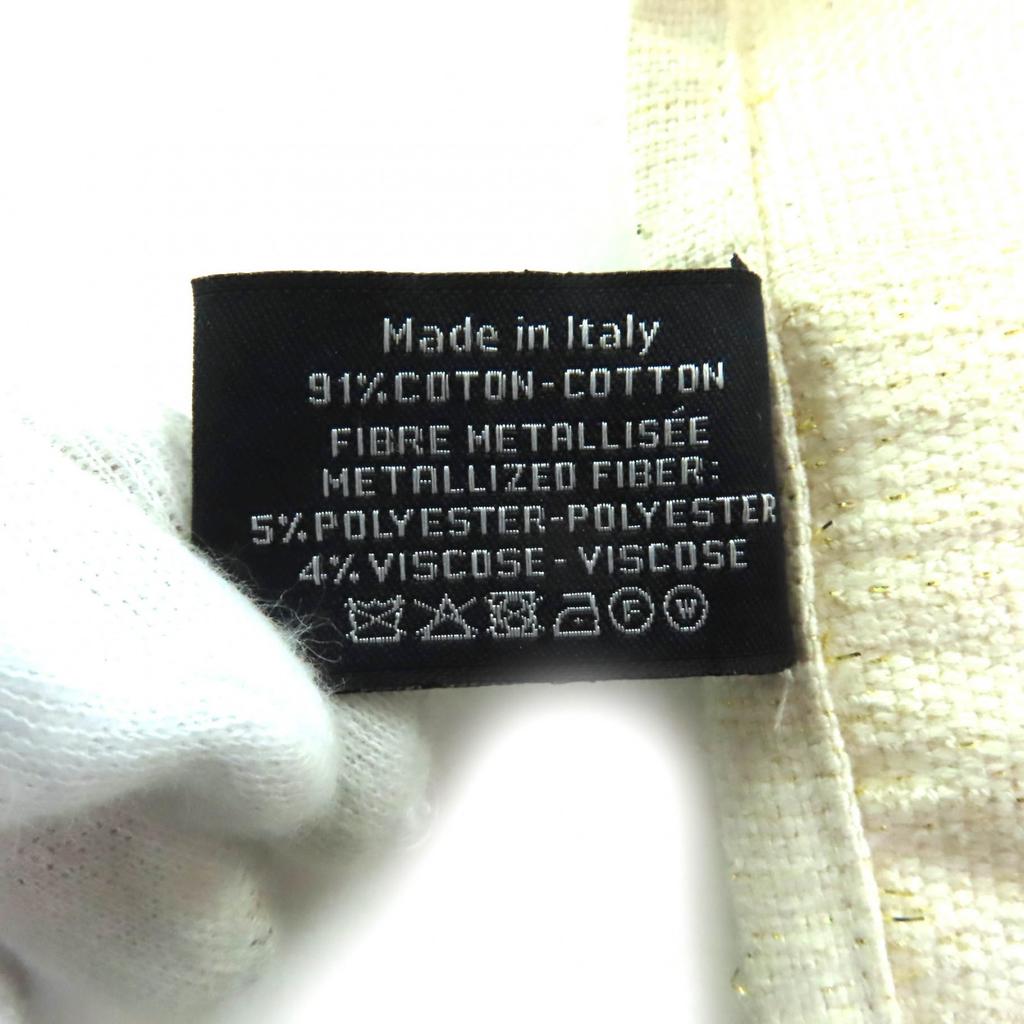 Made in Italy
91% COTON - COTTON
FIBRE METALLISÉE
METALLIZED FIBER:
5% POLYESTER-POLYESTER
4% VISCOSE - VISCOSE
F W